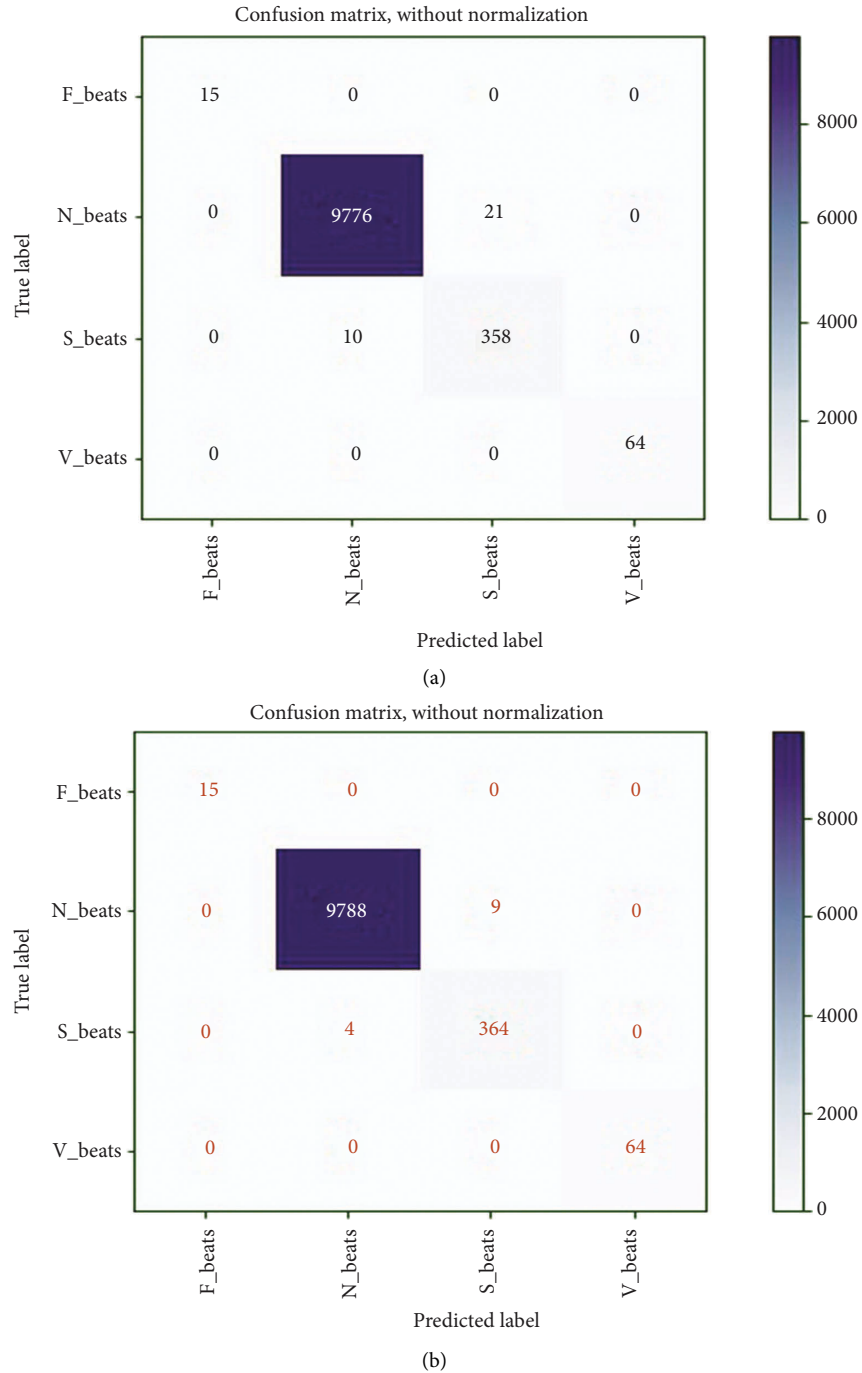 Confusion matrix, without normalization
F_beats 15 0 0 0
8000
N_beats 0 9776 21 0
6000
True label
4000
S_beats 0 10 358 0
2000
V_beats 0 0 0 64
0
F_beats N_beats S_beats V_beats
Predicted label
(a)
Confusion matrix, without normalization
F_beats 15 0 0 0
8000
N_beats 0 9788 9 0
6000
True label
4000
S_beats 0 4 364 0
2000
V_beats 0 0 0 64
0
F_beats N_beats S_beats V_beats
Predicted label
(b)